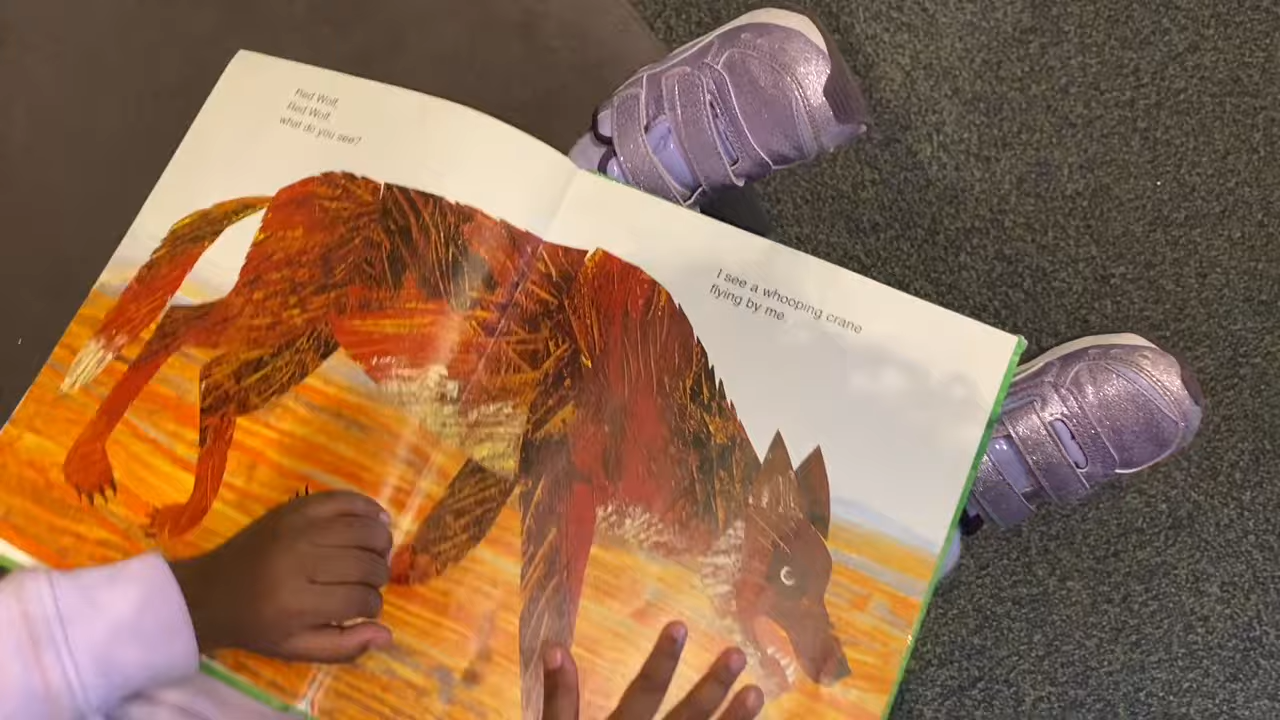 Red Wolf,
Red Wolf,
what do you see?
I see a whooping crane
flying by me.